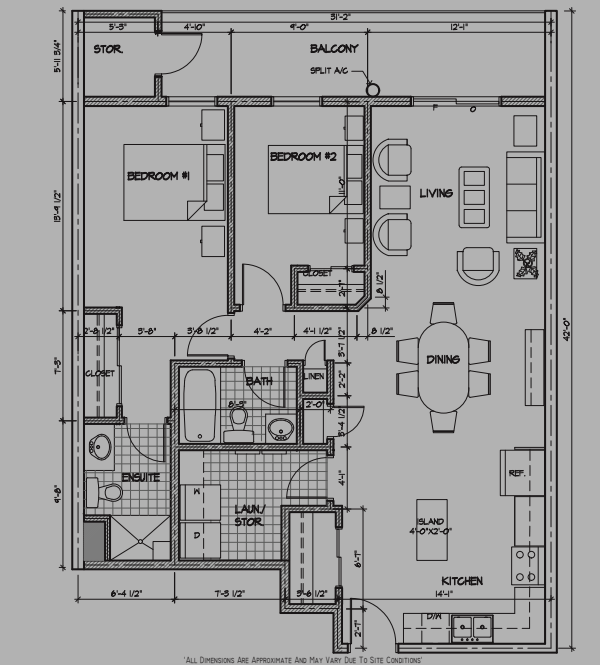 31'-2"
5'-3"
4'-10"
9'-0"
12'-1"
5'-11 3/4"
STOR.
BALCONY
SPLIT A/C
F
O
BEDROOM #1
BEDROOM #2
11'-0"
LIVING
13'-9 1/2"
CLOSET
2'-7"
8 1/2"
2'-8 1/2"
5'-8"
3'-8 1/2"
4'-2"
4'-1 1/2"
8 1/2"
3'-7 1/2"
42'-0"
7'-3"
CLOSET
BATH
LINEN
2'-2"
DINING
8'-5"
2'-0"
3'-4 1/2"
ENSUITE
4'-1"
REF.
M
9'-8"
LAUN./
STOR.
D
ISLAND
4'-0"X2'-0"
6'-7"
KITCHEN
6'-4 1/2"
7'-3 1/2"
3'-6 1/2"
14'-1"
D/W
2'-7"
'ALL DIMENSIONS ARE APPROXIMATE AND MAY VARY DUE TO SITE CONDITIONS'